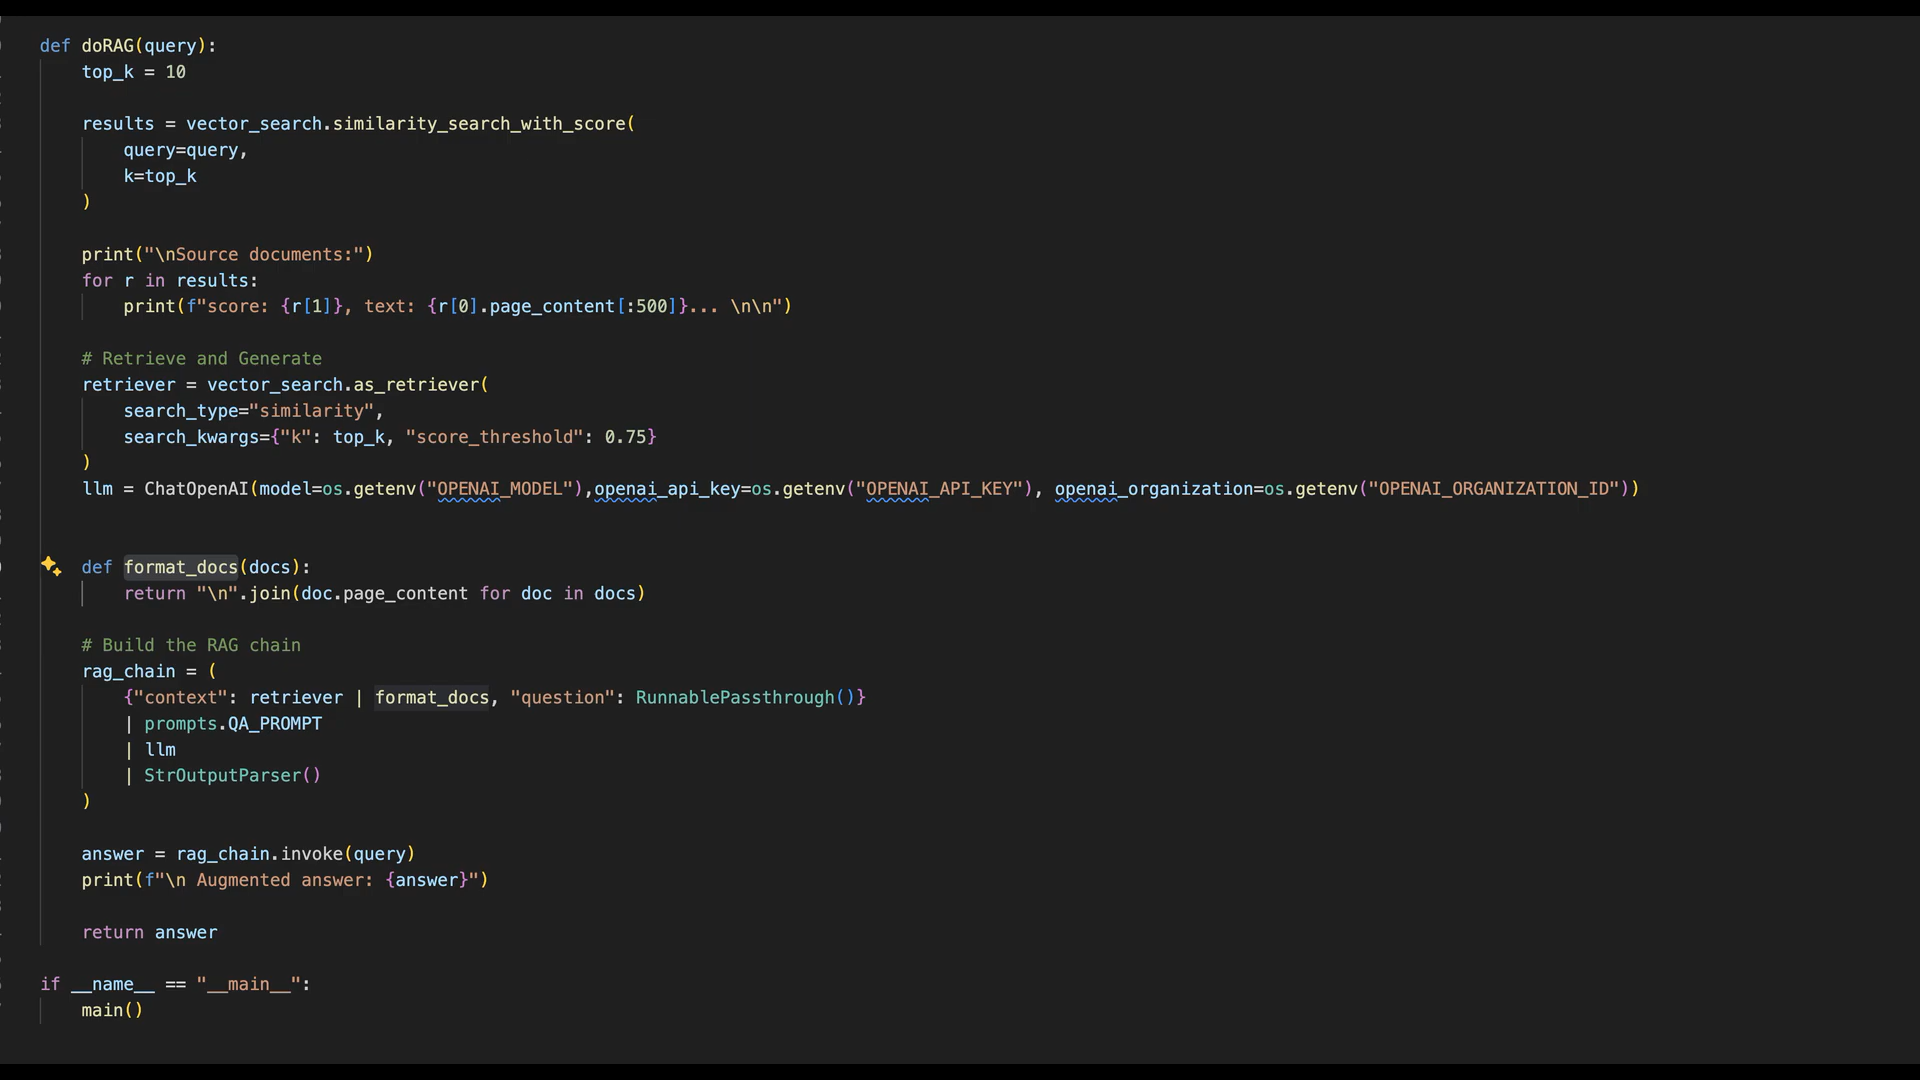 def doRAG(query):
    top_k = 10
    results = vector_search.similarity_search_with_score(
        query=query,
        k=top_k
    )
    print("\nSource documents:")
    for r in results:
        print(f"score: {r[1]}, text: {r[0].page_content[:500]}... \n\n")
    # Retrieve and Generate
    retriever = vector_search.as_retriever(
        search_type="similarity",
        search_kwargs={"k": top_k, "score_threshold": 0.75}
    )
    llm = ChatOpenAI(model=os.getenv("OPENAI_MODEL"),openai_api_key=os.getenv("OPENAI_API_KEY"), openai_organization=os.getenv("OPENAI_ORGANIZATION_ID"))
    def format_docs(docs):
        return "\n".join(doc.page_content for doc in docs)
    # Build the RAG chain
    rag_chain = (
        {"context": retriever | format_docs, "question": RunnablePassthrough()}
        | prompts.QA_PROMPT
        | llm
        | StrOutputParser()
    )
    answer = rag_chain.invoke(query)
    print(f"\n Augmented answer: {answer}")
    return answer
if __name__ == "__main__":
    main()